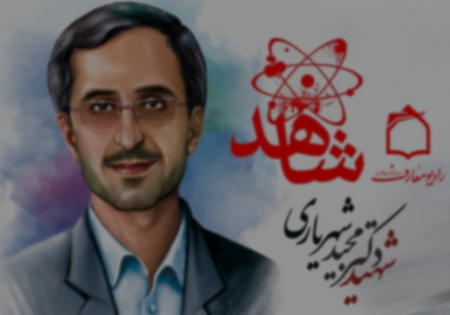 شاهد
رادیو معارف
شهید دکتر مجید شهریاری